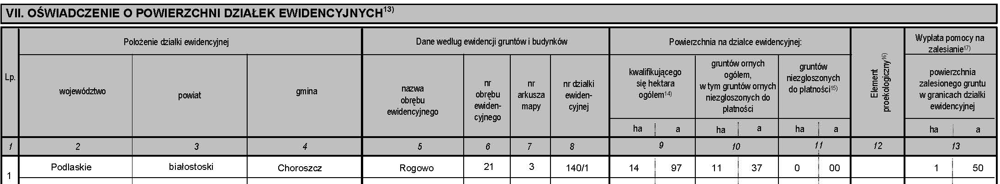 VII. OŚWIADCZENIE O POWIERZCHNI DZIAŁEK EWIDENCYJNYCH13)
Lp.
Położenie działki ewidencyjnej
Dane według ewidencji gruntów i budynków
Powierzchnia na działce ewidencyjnej:
Element
proekologiczny16)
Wypłata pomocy na
zalesianie17)
województwo
powiat
gmina
nazwa
obrębu
ewidencyjnego
nr
obrębu
ewiden-
cyjnego
nr
arkusza
mapy
nr działki
ewiden-
cyjnej
kwalifikującego
się hektara
ogółem14)
gruntów ornych
ogółem,
w tym gruntów ornych
niezgłoszonych do
płatności
gruntów
niezgłoszonych
do płatności15)
powierzchnia
zalesionego gruntu
w granicach działki
ewidencyjnej
ha a ha a ha a ha a
1 2 3 4 5 6 7 8 9 10 11 12 13
1 Podlaskie białostoski Choroszcz Rogowo 21 3 140/1 14 97 11 37 0 00 1 50